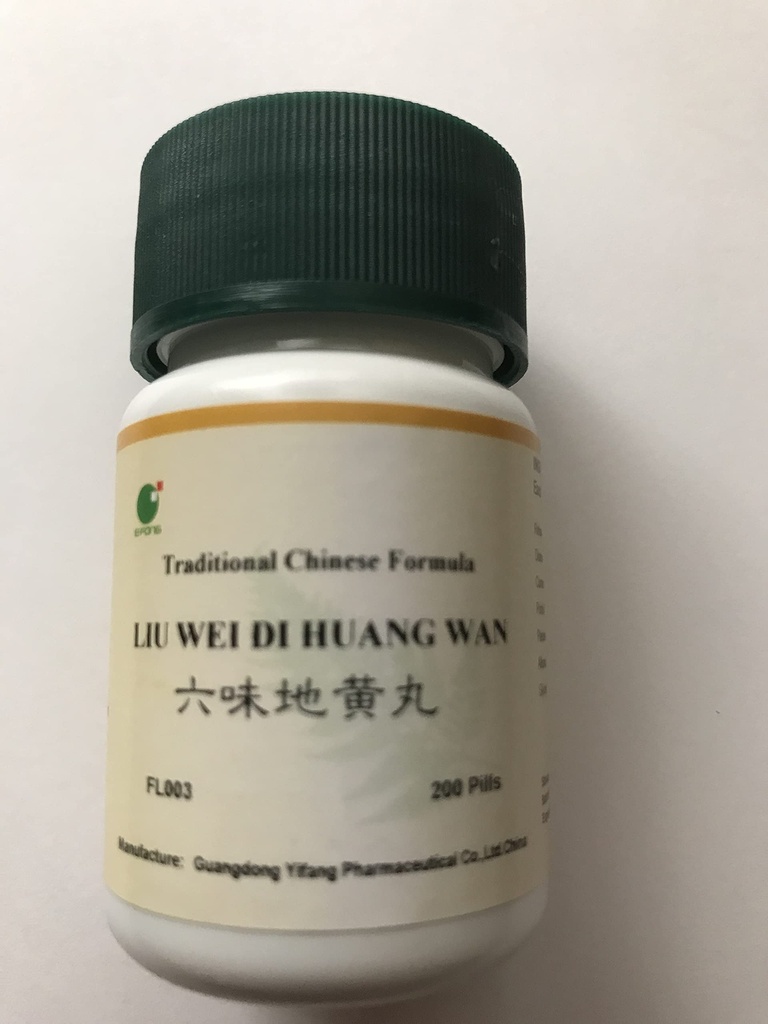 EFONG
Traditional Chinese Formula
LIU WEI DI HUANG WAN
六味地黄丸
FL003 200 Pills
Manufacture: Guangdong Yifang Pharmaceutical Co.,Ltd.China